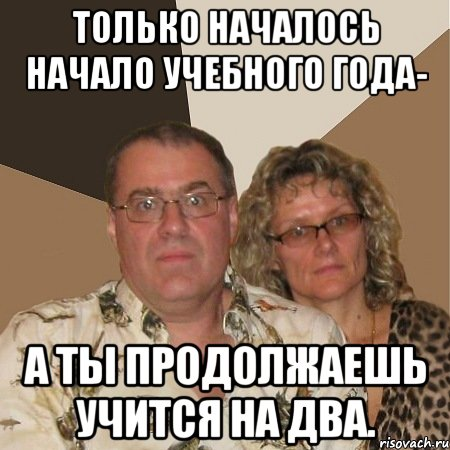 ТОЛЬКО НАЧАЛОСЬ
НАЧАЛО УЧЕБНОГО ГОДА-
А ТЫ ПРОДОЛЖАЕШЬ
УЧИТСЯ НА ДВА.
risovach.ru